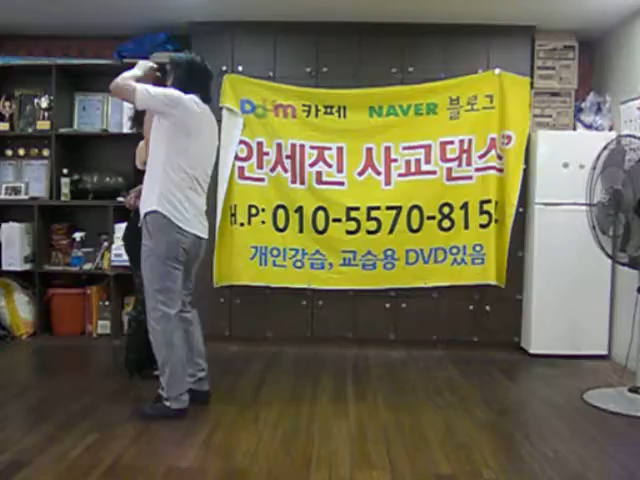 Daum 카페 NAVER 블로그
안세진 사교댄스
H.P: 010-5570-815
개인강습, 교습용 DVD있음